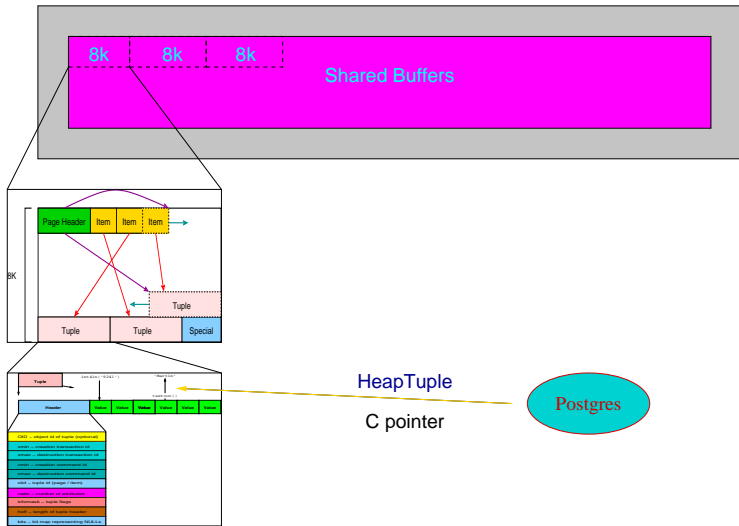 8k 8k 8k
Shared Buffers
Page Header Item Item Item
8K
Tuple
Tuple Tuple Special
Tuple
Header Value Value Value Value Value Value
HeapTuple
C pointer
Postgres
OID – object id of tuple (optional)
xmin – creation transaction id
xmax – destruction transaction id
cmin – creation command id
cmax – destruction command id
ctid – tuple id (page / item)
natts – number of attributes
infomask – tuple flags
hoff – length of tuple header
bits – bit map representing NULLs